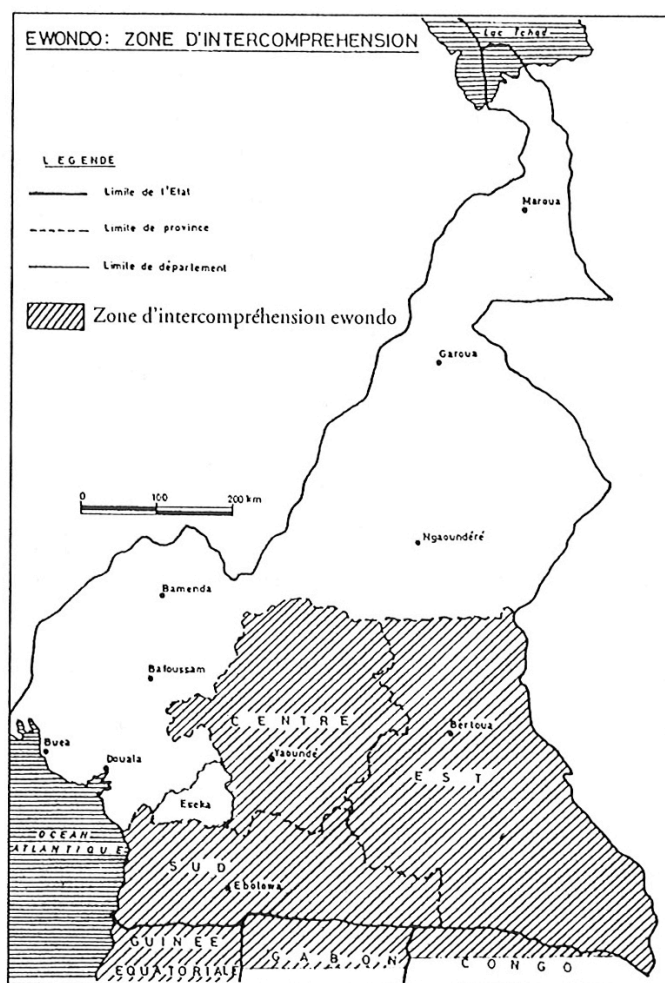 EWONDO: ZONE D'INTERCOMPREHENSION
Lac Tchad
LEGENDE
Limite de l'Etat
Limite de province
Limite de département
Zone d'intercompréhension ewondo
Maroua
Garoua
0 100 200 km
Ngaoundéré
Bamenda
Bafoussam
CENTRE
Bertoua
Buea
Douala
Yaoundé
EST
Eseka
OCEAN
ATLANTIQUE
SUD
Ebolowa
GUINEE
EQUATORIALE
GABON
CONGO